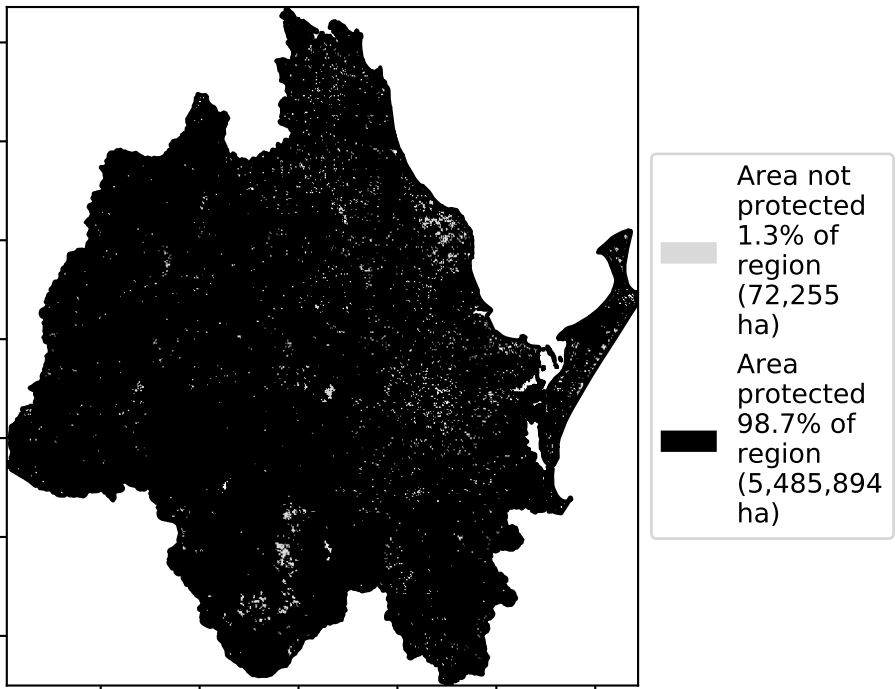 Area not
protected
1.3% of
region
(72,255
ha)
Area
protected
98.7% of
region
(5,485,894
ha)